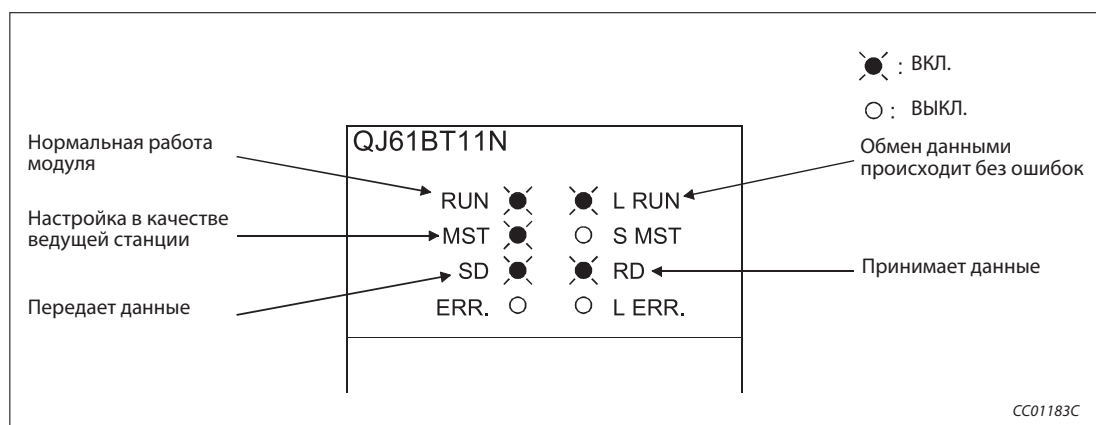 : ВКЛ.
: ВЫКЛ.
Нормальная работа
модуля
QJ61BT11N
Обмен данными
происходит без ошибок
RUN L RUN
Настройка в качестве
ведущей станции
MST S MST
SD RD
Принимает данные
Передает данные
ERR. L ERR.
CC01183C